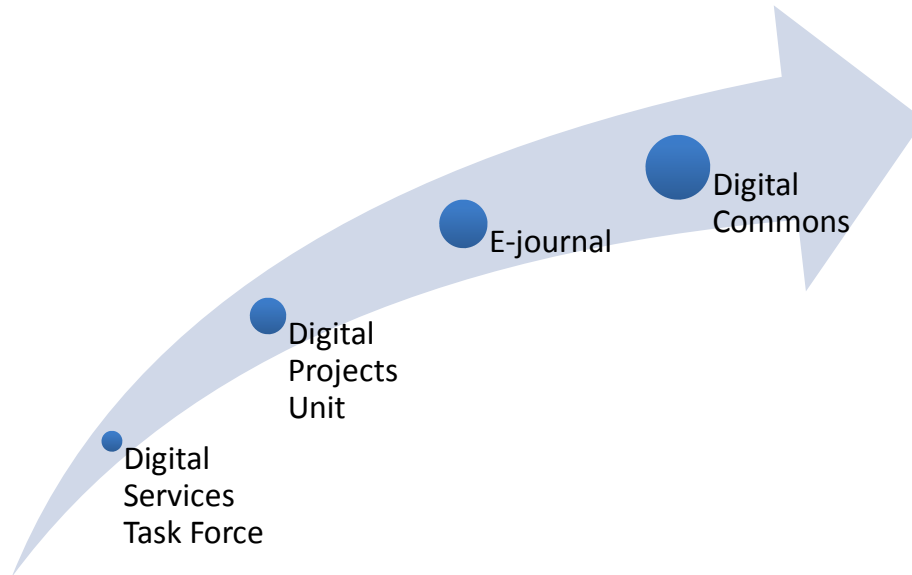 Digital
Services
Task Force
Digital
Projects
Unit
E-journal
Digital
Commons